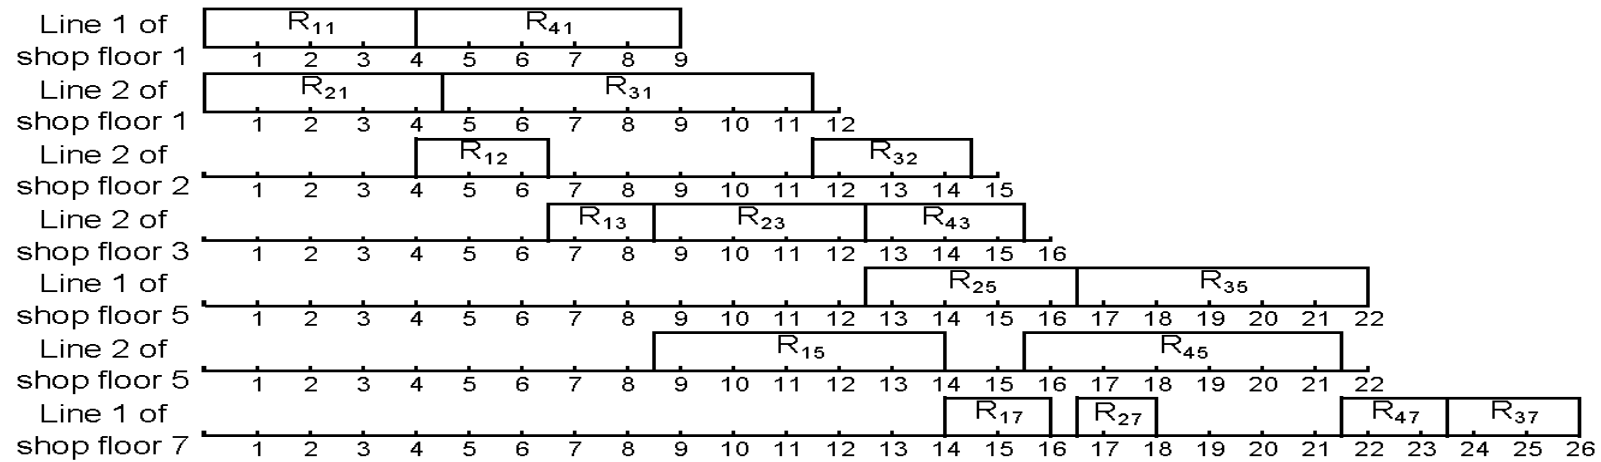 Line 1 of shop floor 1
R11 R41
1 2 3 4 5 6 7 8 9
Line 2 of shop floor 1
R21 R31
1 2 3 4 5 6 7 8 9 10 11 12
Line 2 of shop floor 2
R12 R32
1 2 3 4 5 6 7 8 9 10 11 12 13 14 15
Line 2 of shop floor 3
R13 R23 R43
1 2 3 4 5 6 7 8 9 10 11 12 13 14 15 16
Line 1 of shop floor 5
R25 R35
1 2 3 4 5 6 7 8 9 10 11 12 13 14 15 16 17 18 19 20 21 22
Line 2 of shop floor 5
R15 R45
1 2 3 4 5 6 7 8 9 10 11 12 13 14 15 16 17 18 19 20 21 22
Line 1 of shop floor 7
R17 R27 R47 R37
1 2 3 4 5 6 7 8 9 10 11 12 13 14 15 16 17 18 19 20 21 22 23 24 25 26